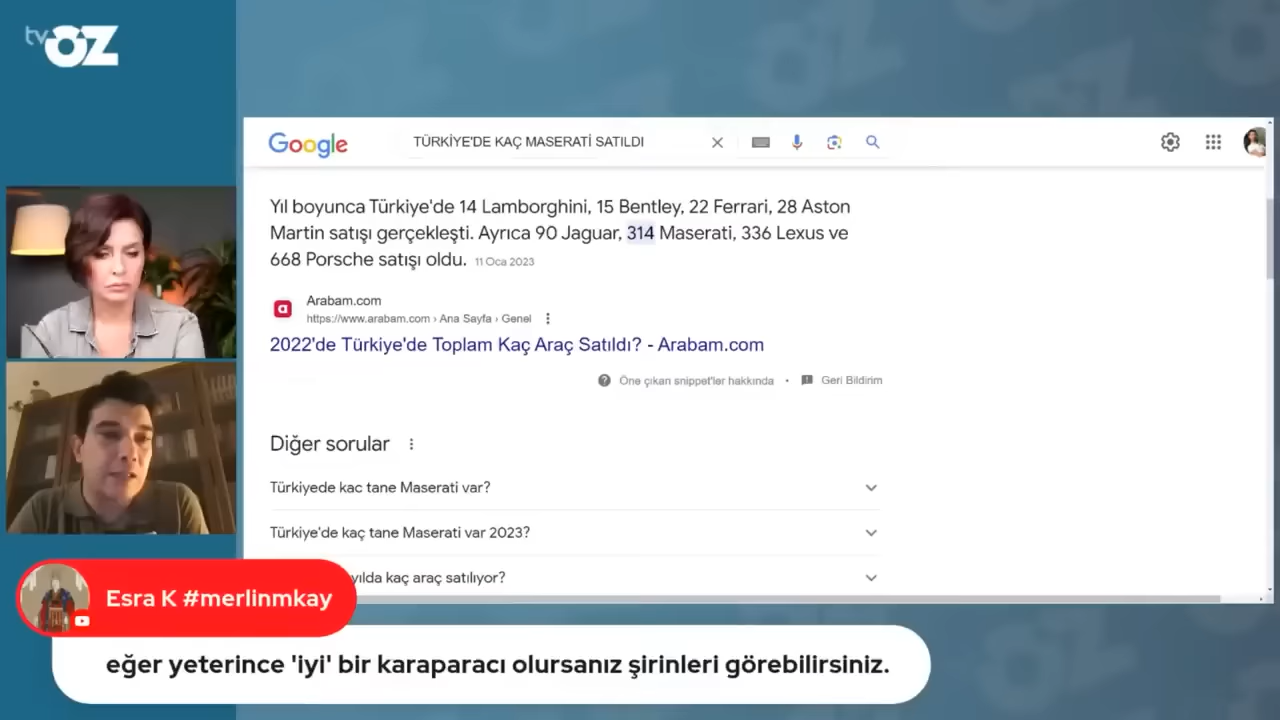 tv ÖZ
Google
TÜRKİYE'DE KAÇ MASERATİ SATILDI
Yıl boyunca Türkiye'de 14 Lamborghini, 15 Bentley, 22 Ferrari, 28 Aston
Martin satışı gerçekleşti. Ayrıca 90 Jaguar, 314 Maserati, 336 Lexus ve
668 Porsche satışı oldu. 11 Oca 2023
Arabam.com
https://www.arabam.com › Ana Sayfa › Genel
2022'de Türkiye'de Toplam Kaç Araç Satıldı? - Arabam.com
Öne çıkan snippet'ler hakkında • Geri Bildirim
Diğer sorular
Türkiyede kac tane Maserati var?
Türkiye'de kaç tane Maserati var 2023?
yılda kaç araç satılıyor?
Esra K #merlinmkay
eğer yeterince 'iyi' bir karaparacı olursanız şirinleri görebilirsiniz.